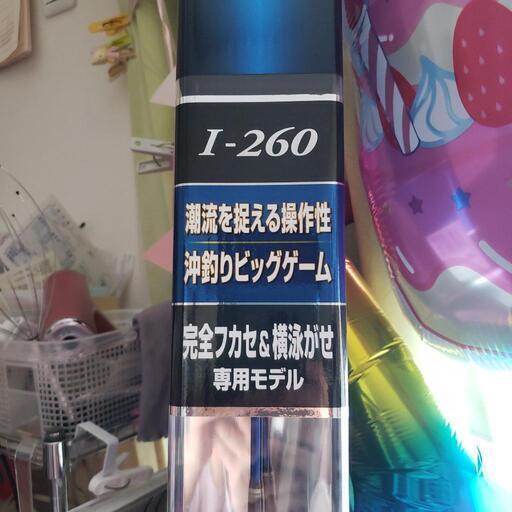 I-260
潮流を捉える操作性
沖釣りビッグゲーム
完全フカセ&横泳がせ
専用モデル